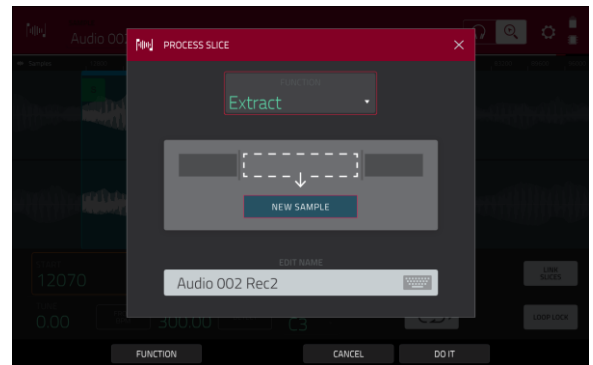 Audio 002
PROCESS SLICE
FUNCTION
Extract
NEW SAMPLE
EDIT NAME
Audio 002 Rec2
12070
LINK
SLICES
0.00
300.00
C3
LOOP LOCK
FUNCTION
CANCEL
DO IT